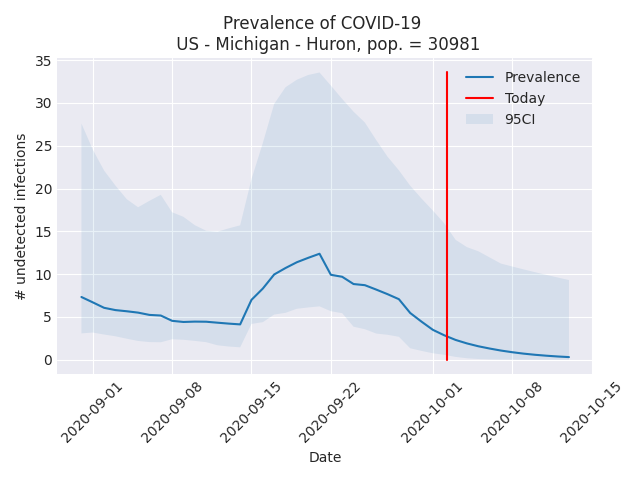 Prevalence of COVID-19
US - Michigan - Huron, pop. = 30981
35
30
25
20
15
10
5
0
# undetected infections
Prevalence
Today
95CI
2020-09-01
2020-09-08
2020-09-15
2020-09-22
2020-10-01
2020-10-08
2020-10-15
Date